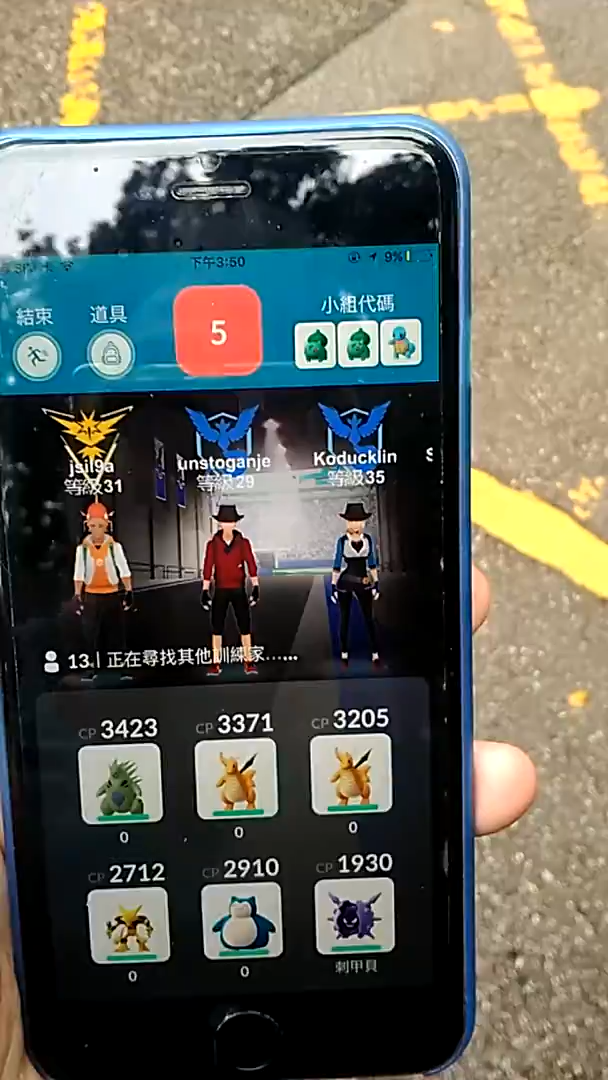 下午3:50
9%
結束
道具
5
小組代碼
jsil9a
等級31
unstoganje
等級29
Koducklin
等級35
S
13 | 正在尋找其他訓練家……
CP 3423
CP 3371
CP 3205
0
0
0
CP 2712
CP 2910
CP 1930
0
0
刺甲貝